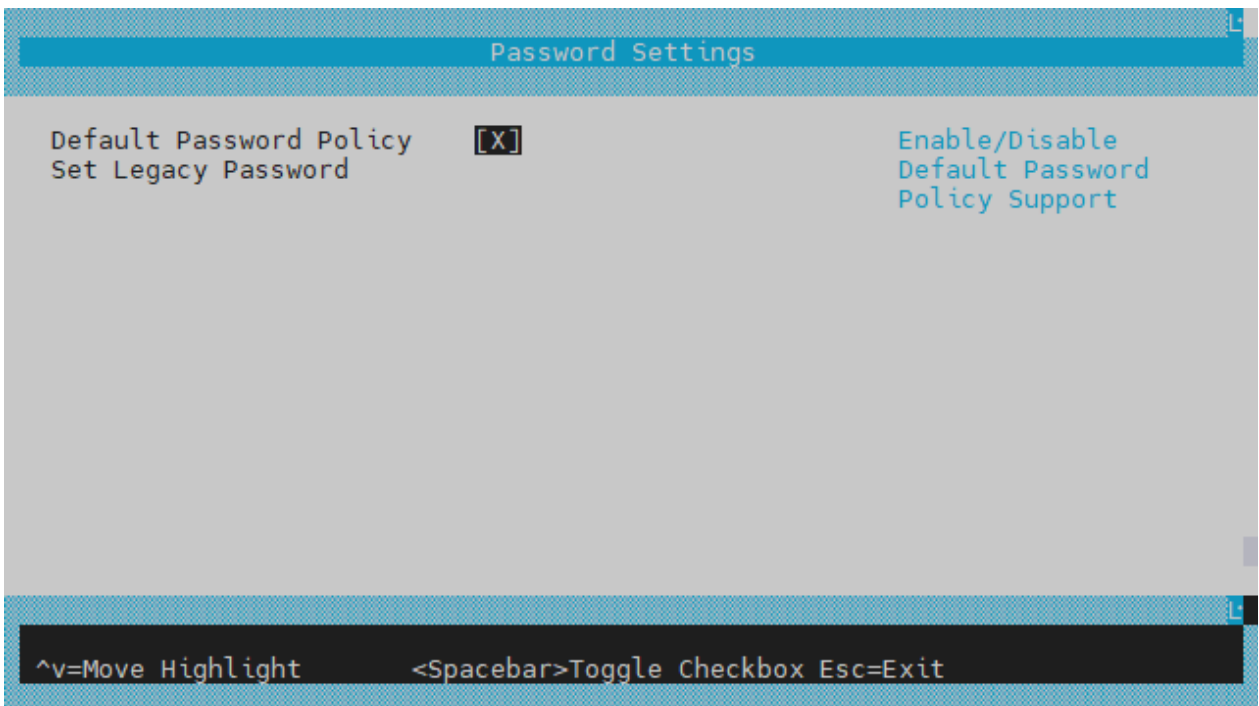 Password Settings
Default Password Policy [X] Enable/Disable
Set Legacy Password Default Password
Policy Support
^v=Move Highlight <Spacebar>Toggle Checkbox Esc=Exit